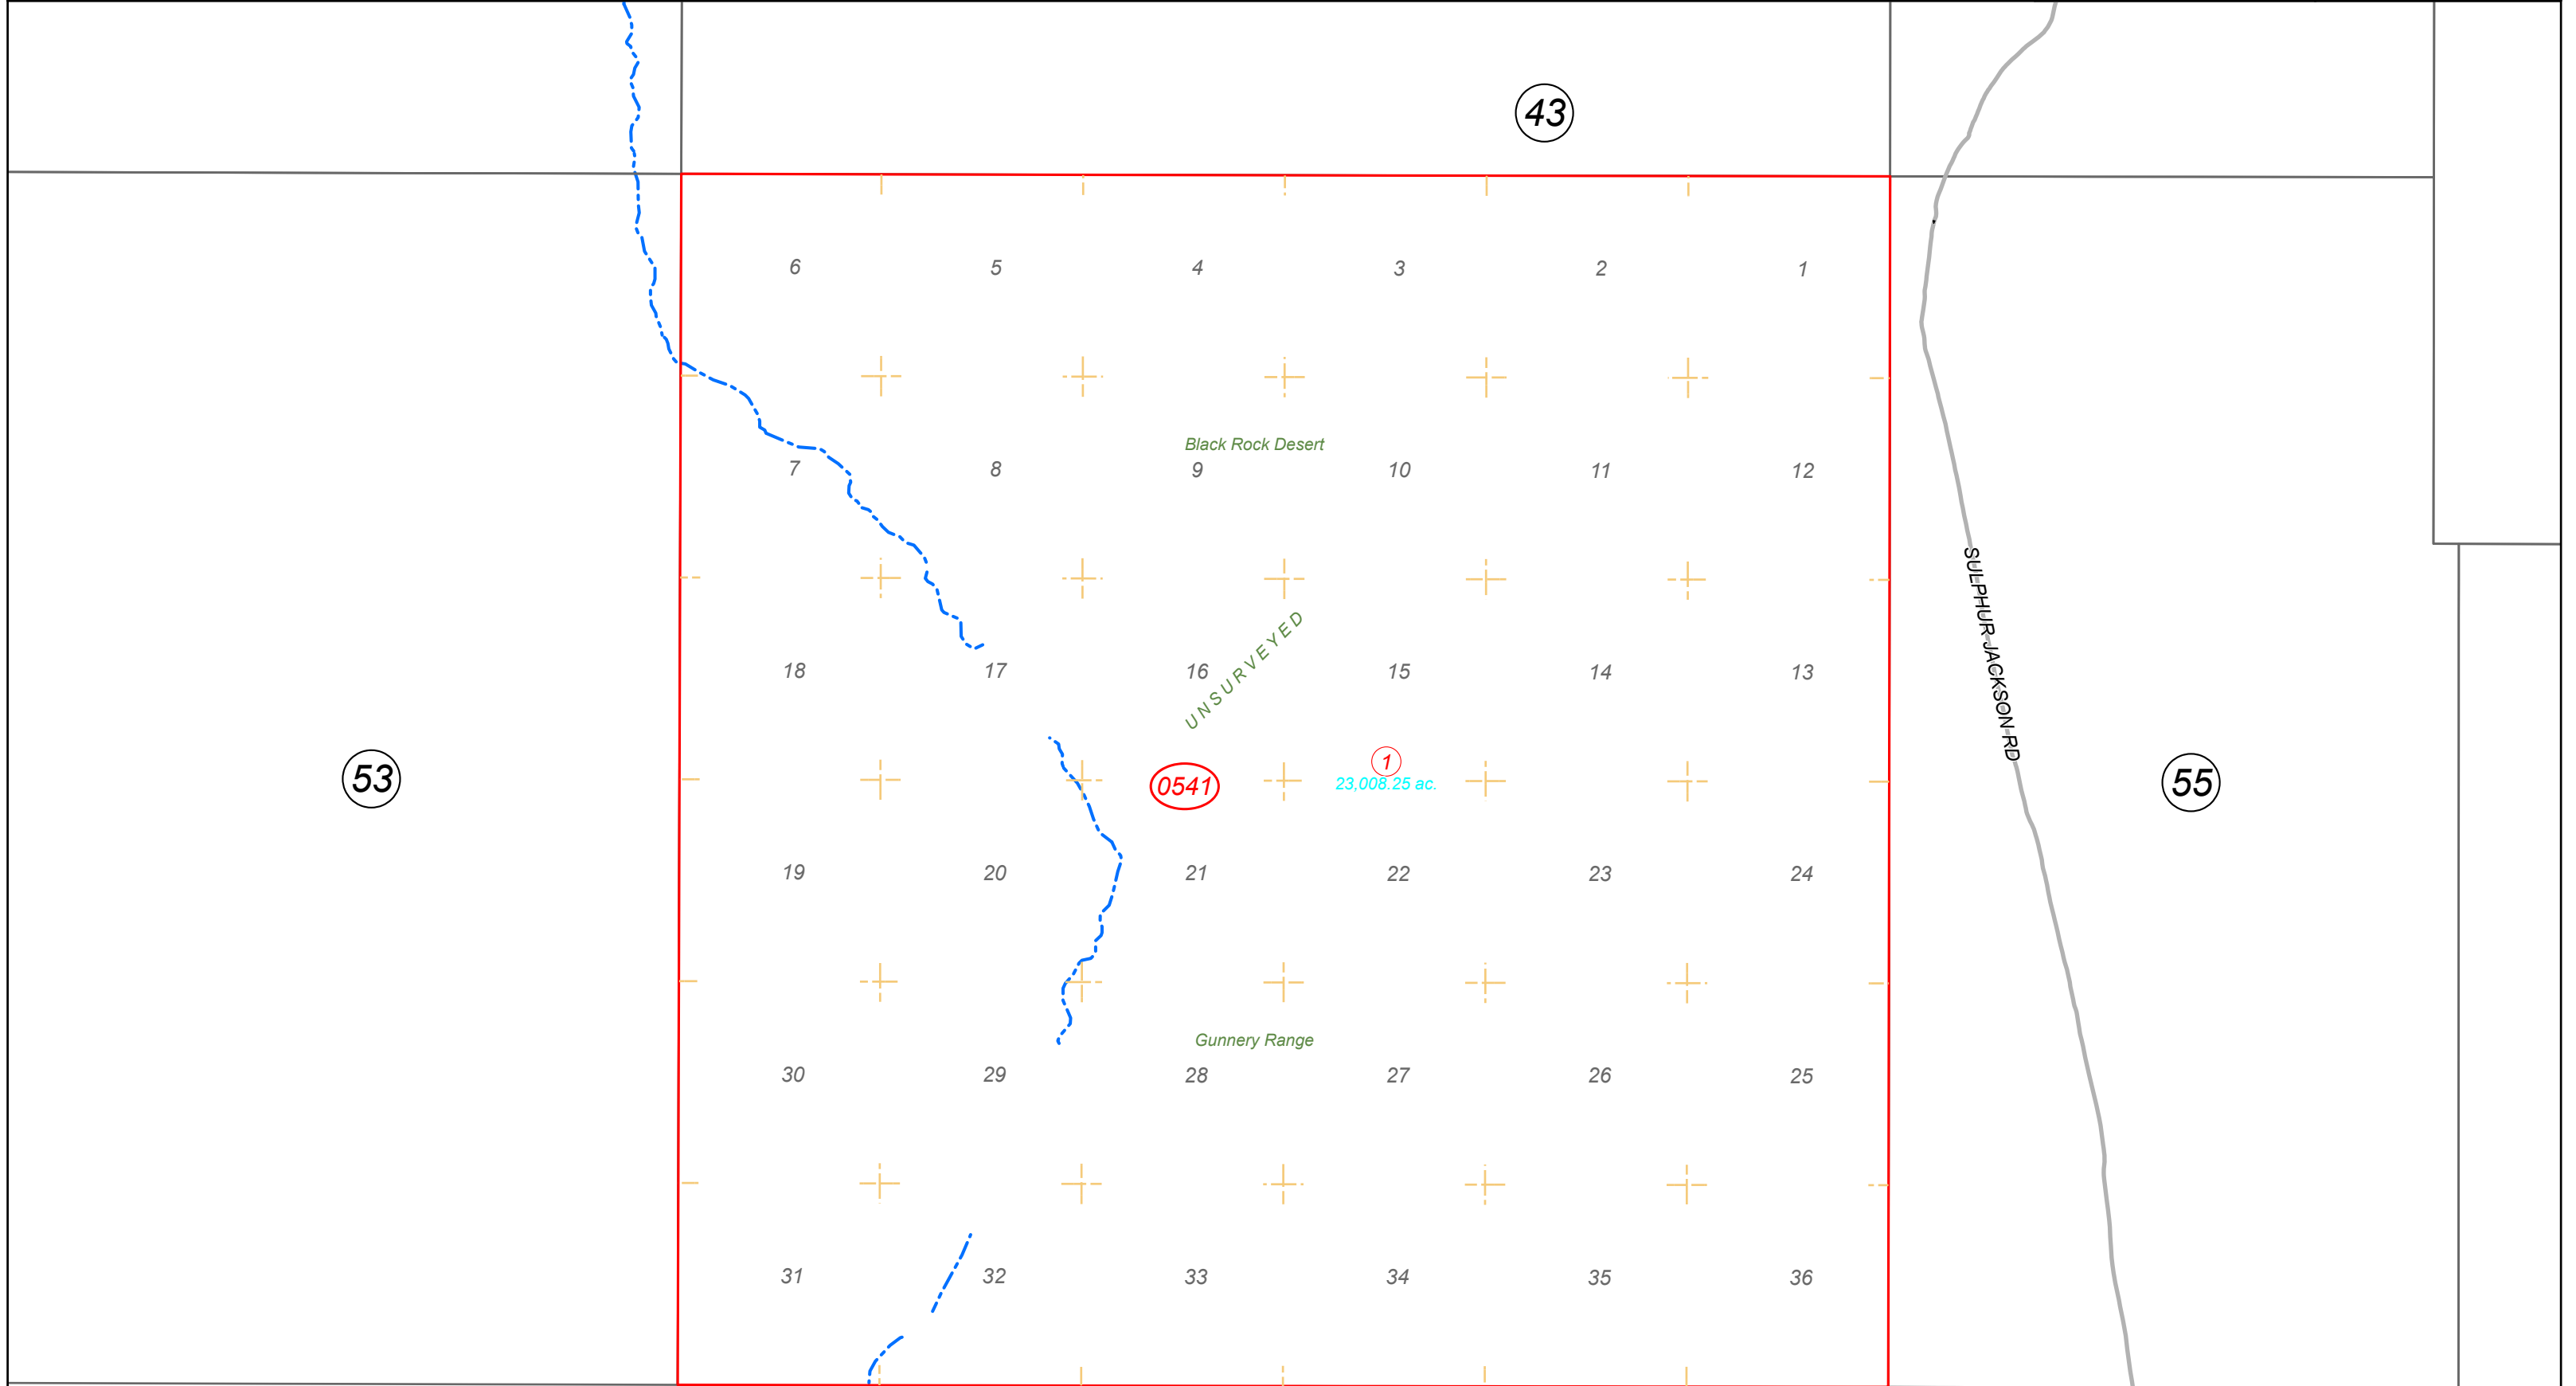 43
6 5 4 3 2 1
Black Rock Desert
7 8 9 10 11 12
SULPHUR-JACKSON RD
UNSURVEYED
18 17 16 15 14 13
53
0541
1
23,008.25 ac.
55
19 20 21 22 23 24
Gunnery Range
30 29 28 27 26 25
31 32 33 34 35 36